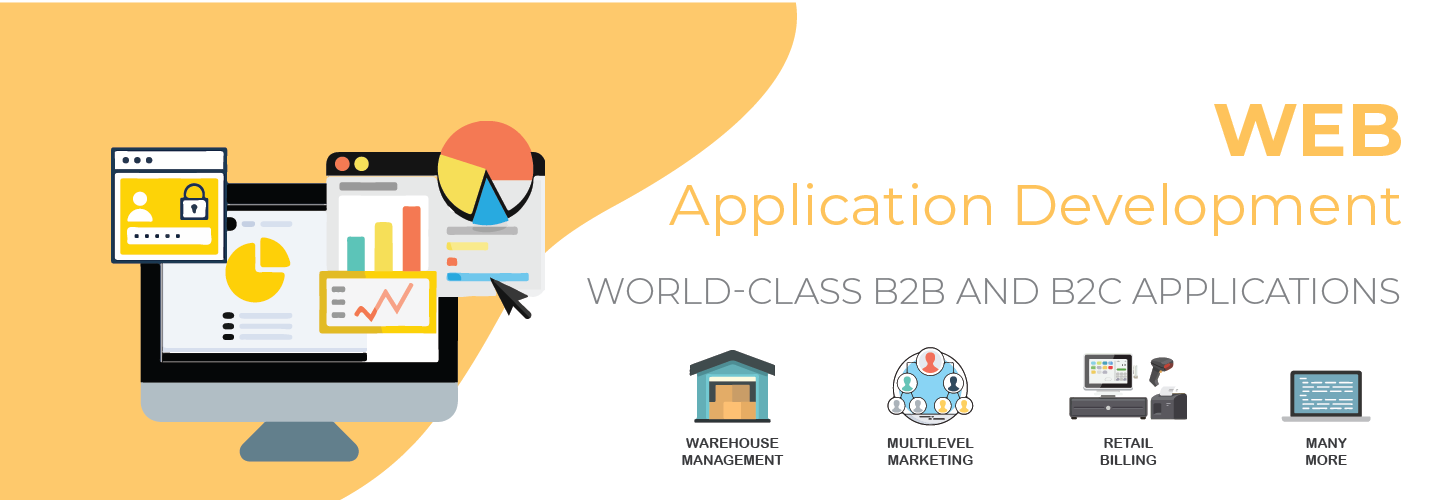 WEB
Application Development
WORLD-CLASS B2B AND B2C APPLICATIONS
WAREHOUSE
MANAGEMENT
MULTILEVEL
MARKETING
RETAIL
BILLING
MANY
MORE